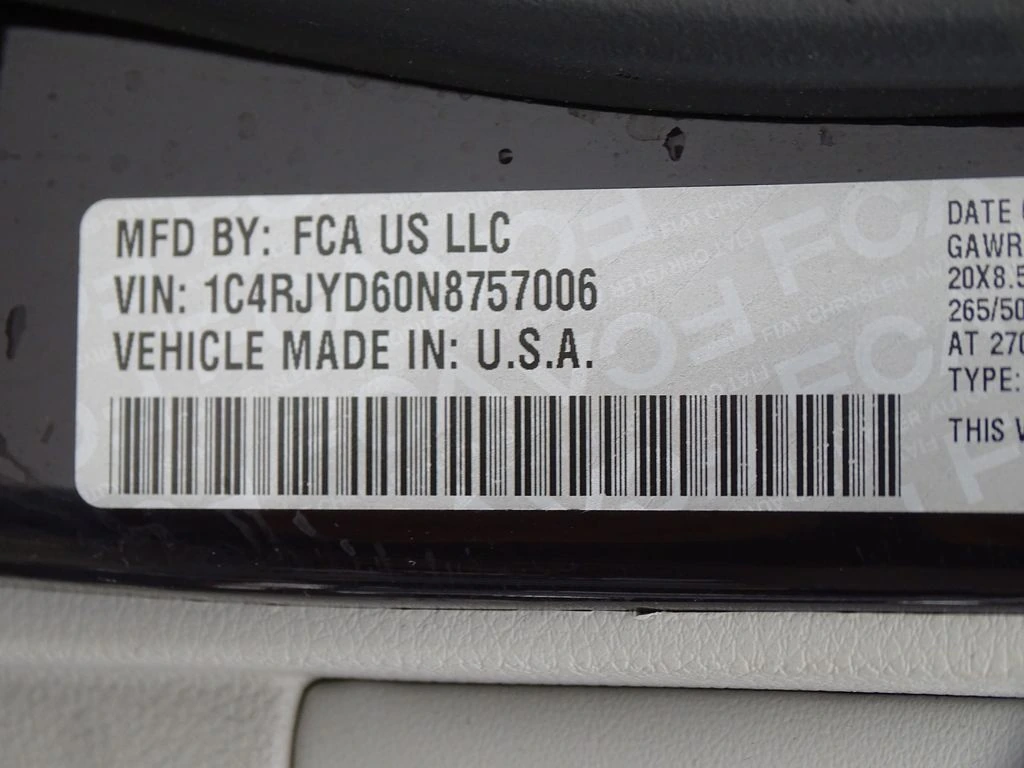 MFD BY: FCA US LLC
VIN: 1C4RJYD60N8757006
VEHICLE MADE IN: U.S.A.
DATE
GAWR
20X8.5
265/50
AT 270
TYPE:
THIS